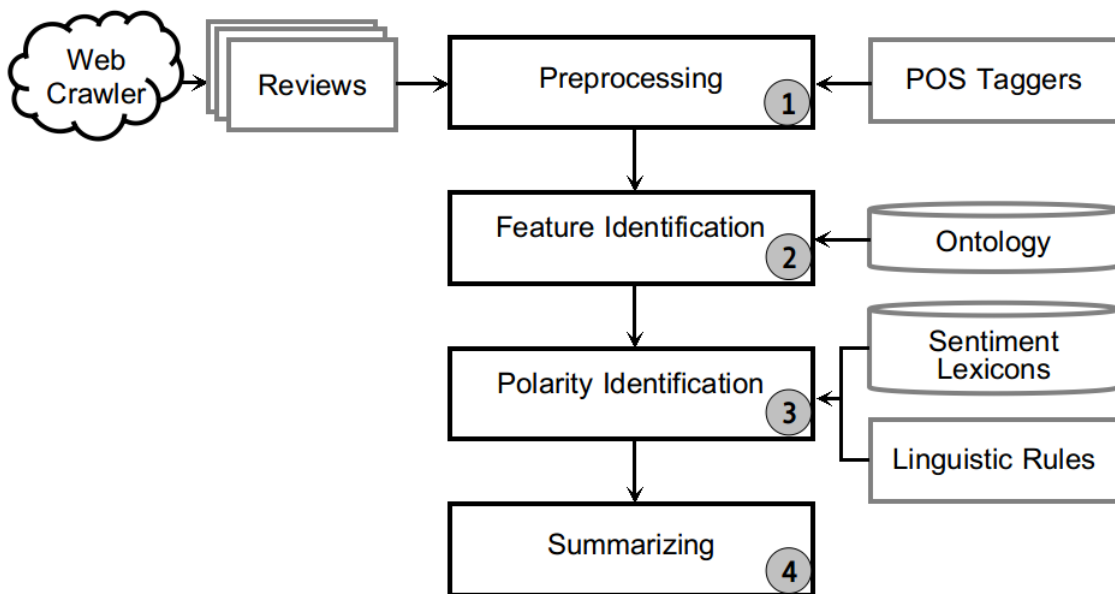 Web
Crawler
Reviews
Preprocessing
1
POS Taggers
Feature Identification
2
Ontology
Polarity Identification
3
Sentiment
Lexicons
Linguistic Rules
Summarizing
4